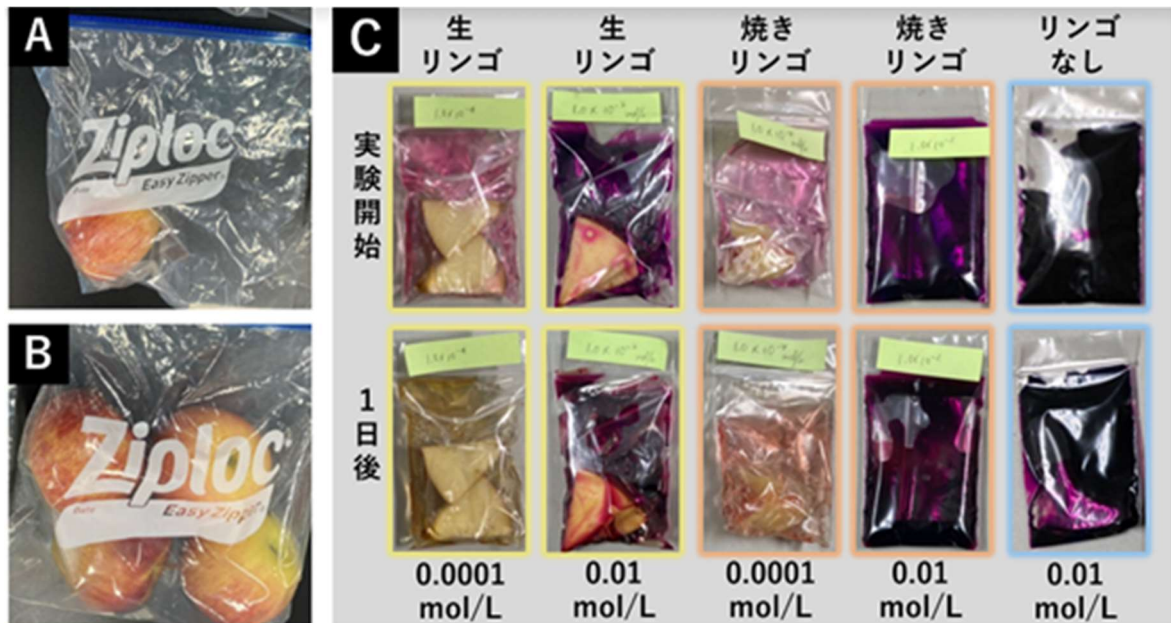 A
Ziploc
Easy Zipper
B
Ziploc
Easy Zipper
C
生
リンゴ
生
リンゴ
焼き
リンゴ
焼き
リンゴ
リンゴ
なし
実験開始
1日後
0.0001
mol/L
0.01
mol/L
0.0001
mol/L
0.01
mol/L
0.01
mol/L